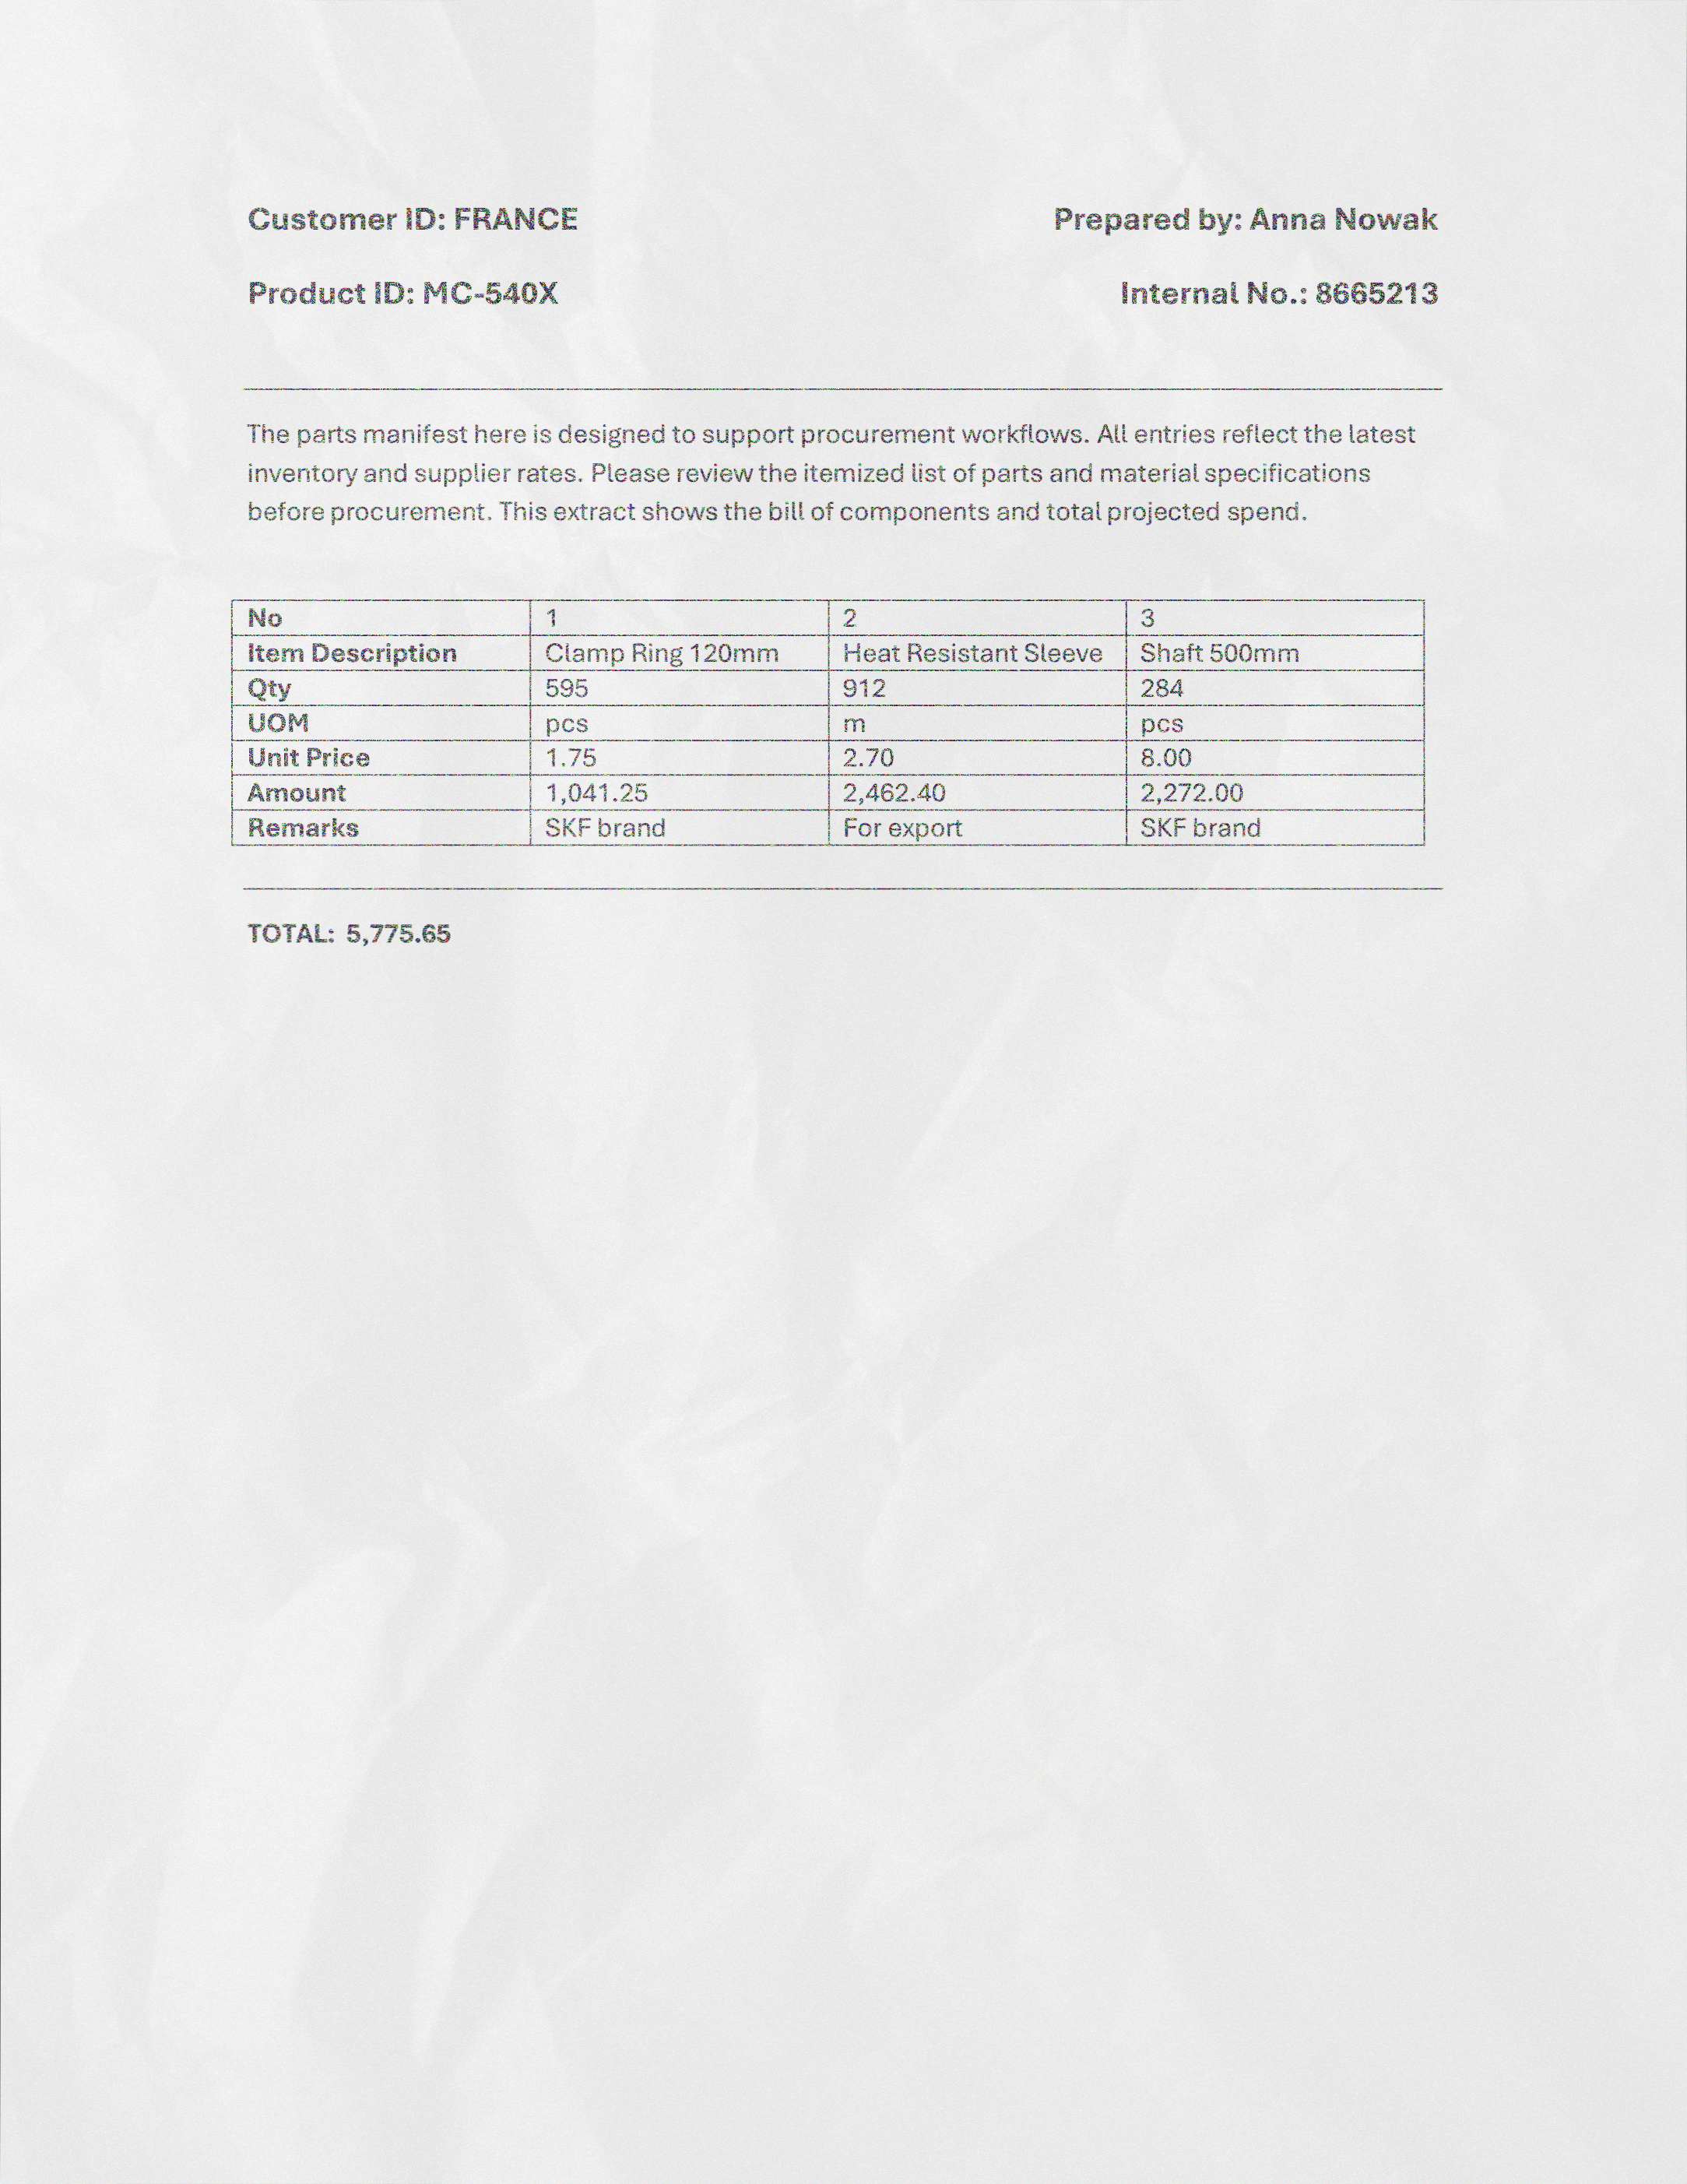 Customer ID: FRANCE Prepared by: Anna Nowak
Product ID: MC-540X Internal No.: 8665213
The parts manifest here is designed to support procurement workflows. All entries reflect the latest
inventory and supplier rates. Please review the itemized list of parts and material specifications
before procurement. This extract shows the bill of components and total projected spend.
No 1 2 3
Item Description Clamp Ring 120mm Heat Resistant Sleeve Shaft 500mm
Qty 595 912 284
UOM pcs m pcs
Unit Price 1.75 2.70 8.00
Amount 1,041.25 2,462.40 2,272.00
Remarks SKF brand For export SKF brand
TOTAL: 5,775.65